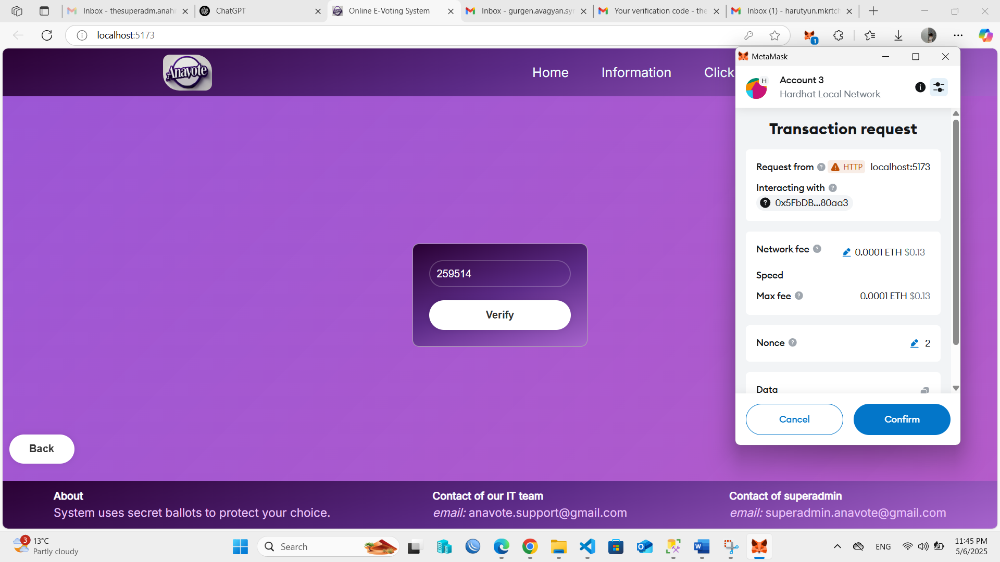 Inbox - thesuperadm.anahi
ChatGPT
Online E-Voting System
Inbox - gurgen.avagyan.syn
Your verification code - the
Inbox (1) - harutyun.mkrtch
localhost:5173
1
Anavote
Home
Information
Click
MetaMask
H
Account 3
Hardhat Local Network
Transaction request
Request from ? HTTP localhost:5173
Interacting with ?
? 0x5FbDB...80aa3
Network fee ? 0.0001 ETH $0.13
Speed
Max fee ? 0.0001 ETH $0.13
Nonce ? 2
Data
Cancel
Confirm
259514
Verify
Back
About
System uses secret ballots to protect your choice.
Contact of our IT team
email: anavote.support@gmail.com
Contact of superadmin
email: superadmin.anavote@gmail.com
3
13°C
Partly cloudy
Search
ENG
11:45 PM
5/6/2025